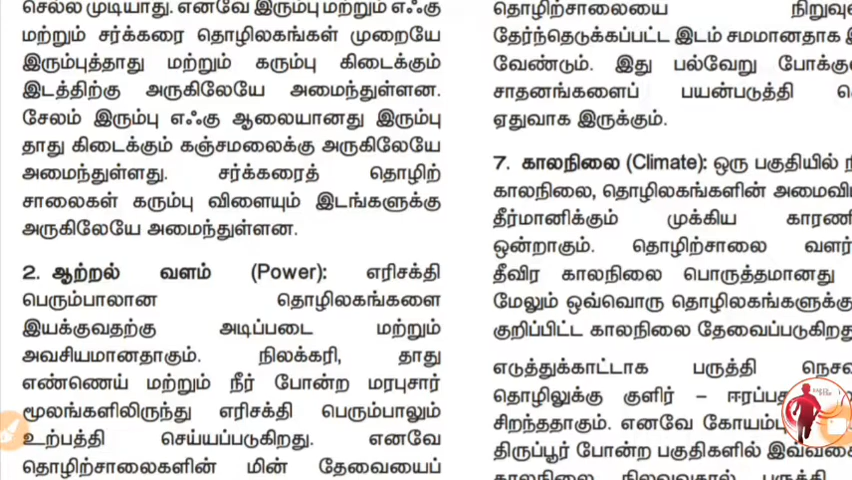 செல்ல முடியாது. எனவே இரும்பு மற்றும் எஃகு
மற்றும் சர்க்கரை தொழிலகங்கள் முறையே
இரும்புத்தாது மற்றும் கரும்பு கிடைக்கும்
இடத்திற்கு அருகிலேயே அமைந்துள்ளன.
சேலம் இரும்பு எஃகு ஆலையானது இரும்பு
தாது கிடைக்கும் கஞ்சமலைக்கு அருகிலேயே
அமைந்துள்ளது. சர்க்கரைத் தொழிற்
சாலைகள் கரும்பு விளையும் இடங்களுக்கு
அருகிலேயே அமைந்துள்ளன.
2. ஆற்றல் வளம் (Power): எரிசக்தி
பெரும்பாலான தொழிலகங்களை
இயக்குவதற்கு அடிப்படை மற்றும்
அவசியமானதாகும். நிலக்கரி, தாது
எண்ணெய் மற்றும் நீர் போன்ற மரபுசார்
மூலங்களிலிருந்து எரிசக்தி பெரும்பாலும்
உற்பத்தி செய்யப்படுகிறது. எனவே
தொழிற்சாலைகளின் மின் தேவையைப்
தொழிற்சாலையை
தேர்ந்தெடுக்கப்பட்ட இடம் சமமானதாக
வேண்டும். இது பல்வேறு
சாதனங்களைப் பயன்படுத்தி
ஏதுவாக இருக்கும்.
7. காலநிலை (Climate): ஒரு பகுதியில்
காலநிலை, தொழிலகங்களின்
தீர்மானிக்கும் முக்கிய
ஒன்றாகும். தொழிற்சாலை
தீவிர காலநிலை பொருத்தமானது
மேலும் ஒவ்வொரு தொழிலகங்களுக்கு
குறிப்பிட்ட காலநிலை தேவைப்படுகிறது
எடுத்துக்காட்டாக பருத்தி
தொழிலுக்கு குளிர் –
சிறந்ததாகும். எனவே
திருப்பூர் போன்ற பகுதிகளில்
காலநிலை நிலவுவதால் பருத்தி